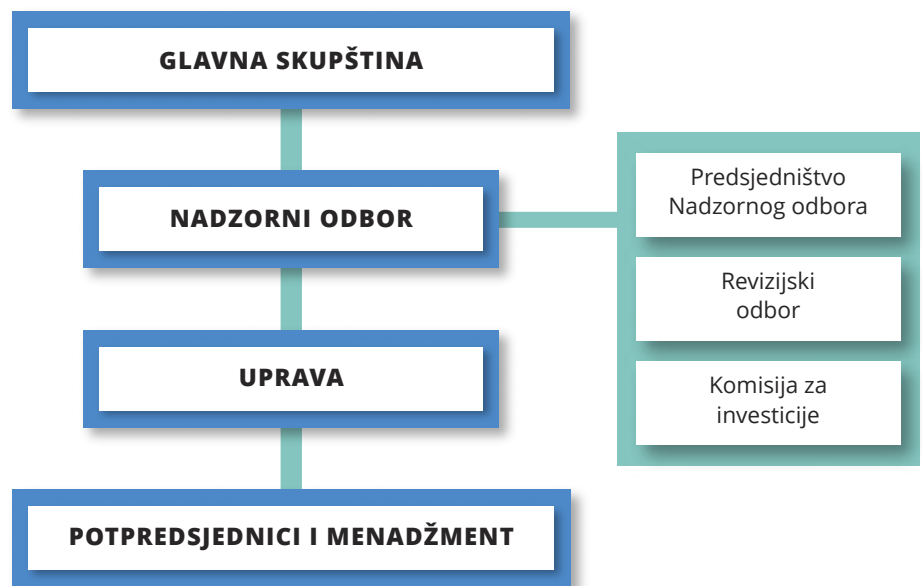 GLAVNA SKUPŠTINA
NADZORNI ODBOR
Predsjedništvo
Nadzornog odbora
Revizijski
odbor
Komisija za
investicije
UPRAVA
POTPREDSJEDNICI I MENADŽMENT